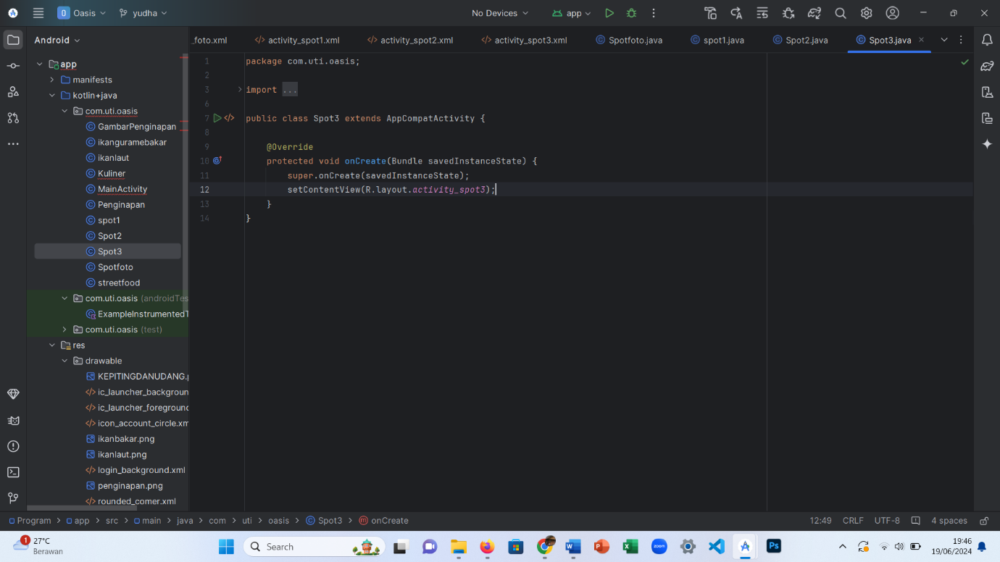 Oasis
yudha
No Devices
app
Android
_foto.xml
activity_spot1.xml
activity_spot2.xml
activity_spot3.xml
Spotfoto.java
spot1.java
Spot2.java
Spot3.java
app
manifests
kotlin+java
com.uti.oasis
GambarPenginapan
ikanguramebakar
ikanlaut
Kuliner
MainActivity
Penginapan
spot1
Spot2
Spot3
Spotfoto
streetfood
com.uti.oasis (androidTes
ExampleInstrumentedT
com.uti.oasis (test)
res
drawable
KEPITINGDANUDANG.p
ic_launcher_backgroun
ic_launcher_foreground
icon_account_circle.xm
ikanbakar.png
ikanlaut.png
login_background.xml
penginapan.png
rounded_corner.xml
1 package com.uti.oasis;
2
3 import ...
6
7 public class Spot3 extends AppCompatActivity {
8
9 @Override
10 protected void onCreate(Bundle savedInstanceState) {
11 super.onCreate(savedInstanceState);
12 setContentView(R.layout.activity_spot3);
13 }
14 }
Program > app > src > main > java > com > uti > oasis > Spot3 > onCreate
12:49 CRLF UTF-8 4 spaces
1
27°C
Berawan
Search
zoom
19:46
19/06/2024